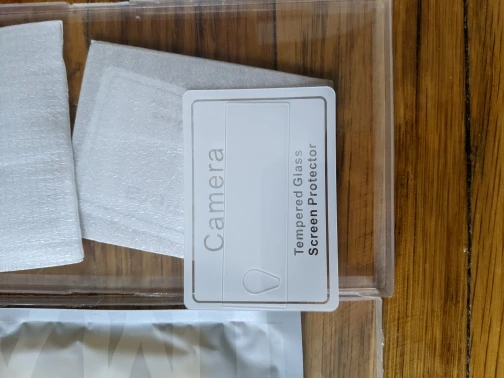 Camera
Tempered Glass
Screen Protector